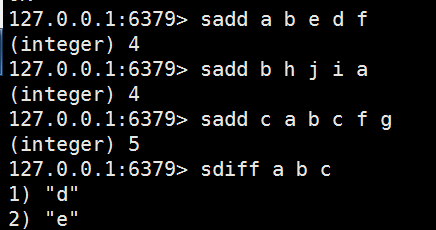 127.0.0.1:6379> sadd a b e d f
(integer) 4
127.0.0.1:6379> sadd b h j i a
(integer) 4
127.0.0.1:6379> sadd c a b c f g
(integer) 5
127.0.0.1:6379> sdiff a b c
1) "d"
2) "e"